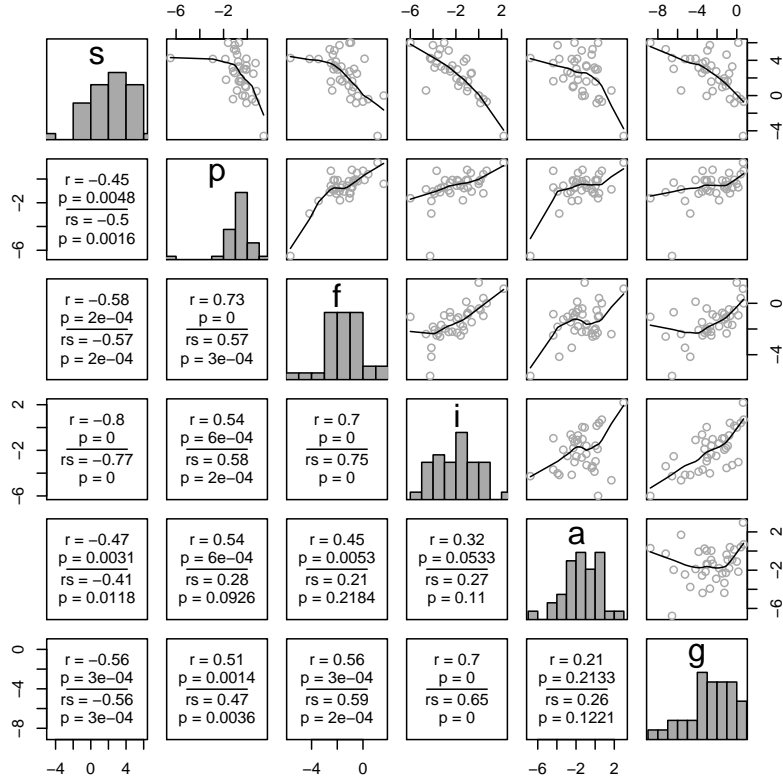 −6 −2 −6 −2 2 −8 −4 0
s
4
0
−4
p
−2
−6
r = −0.45
p = 0.0048
rs = −0.5
p = 0.0016
f
0
−4
r = −0.58
p = 2e−04
rs = −0.57
p = 2e−04
r = 0.73
p = 0
rs = 0.57
p = 3e−04
i
2
−2
−6
r = −0.8
p = 0
rs = −0.77
p = 0
r = 0.54
p = 6e−04
rs = 0.58
p = 2e−04
r = 0.7
p = 0
rs = 0.75
p = 0
a
2
−2
−6
r = −0.47
p = 0.0031
rs = −0.41
p = 0.0118
r = 0.54
p = 6e−04
rs = 0.28
p = 0.0926
r = 0.45
p = 0.0053
rs = 0.21
p = 0.2184
r = 0.32
p = 0.0533
rs = 0.27
p = 0.11
g
0
−4
−8
r = −0.56
p = 3e−04
rs = −0.56
p = 3e−04
r = 0.51
p = 0.0014
rs = 0.47
p = 0.0036
r = 0.56
p = 3e−04
rs = 0.59
p = 2e−04
r = 0.7
p = 0
rs = 0.65
p = 0
r = 0.21
p = 0.2133
rs = 0.26
p = 0.1221
0 4 −4 0 −6 −2 2